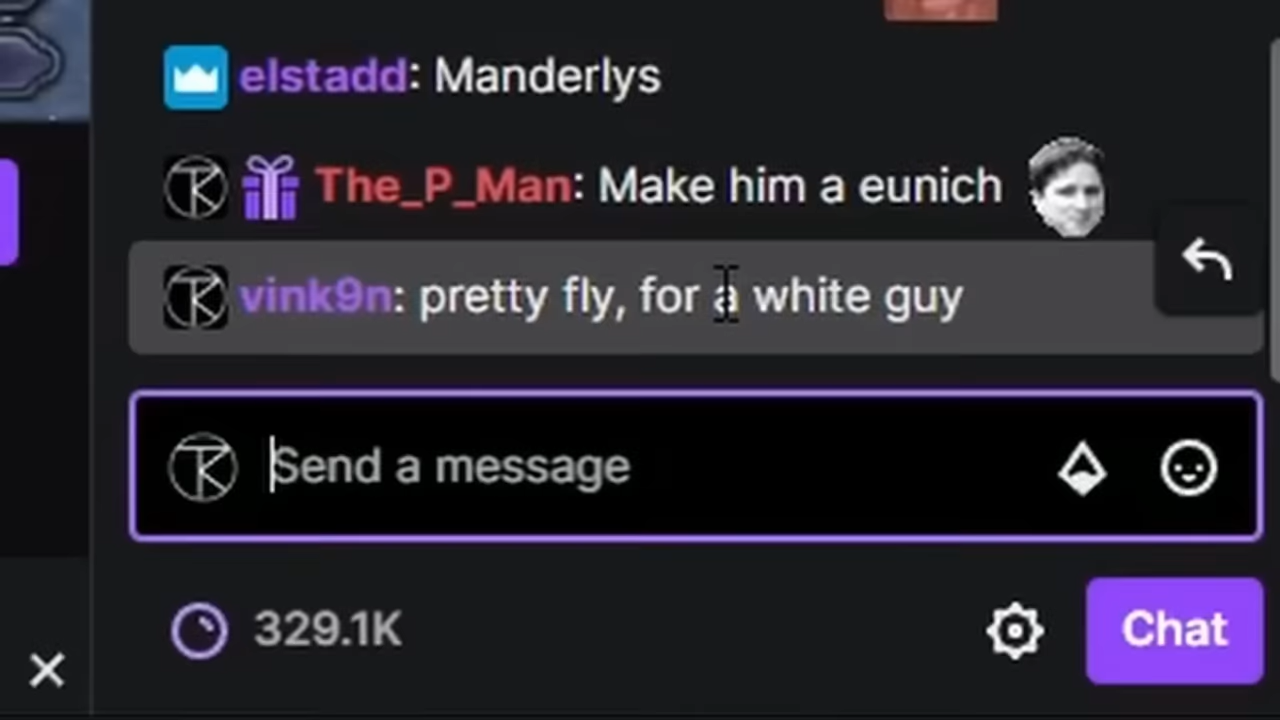 elstadd: Manderlys
The_P_Man: Make him a eunich
vink9n: pretty fly, for a white guy
Send a message
329.1K
Chat